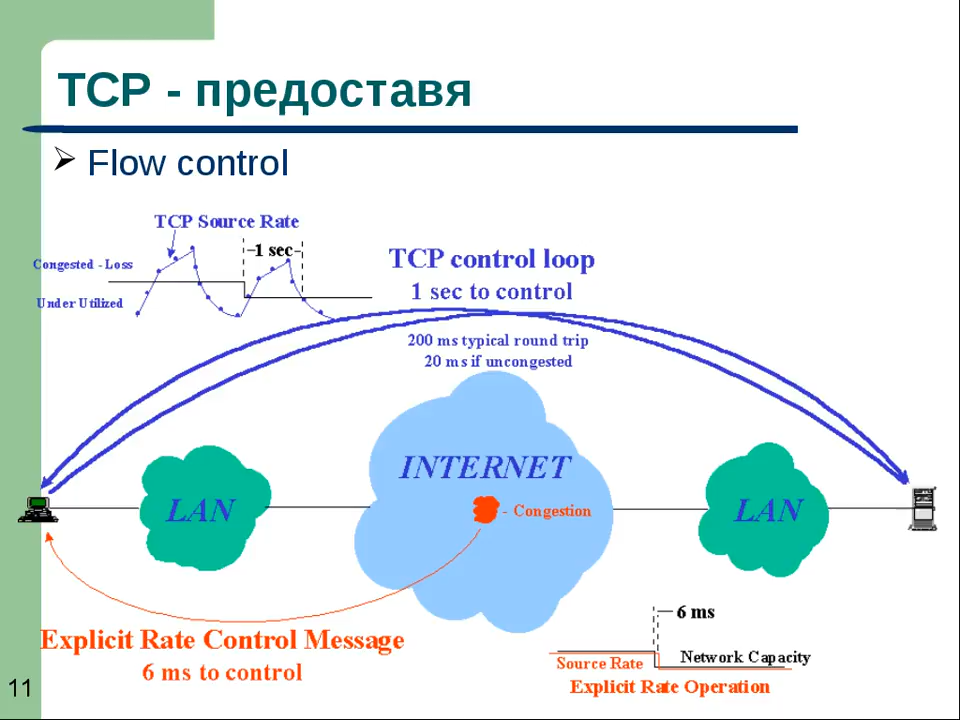 TCP - предоставя
Flow control
TCP Source Rate
1 sec
Congested - Loss
Under Utilized
TCP control loop
1 sec to control
200 ms typical round trip
20 ms if uncongested
INTERNET
LAN
- Congestion
LAN
Explicit Rate Control Message
6 ms to control
6 ms
Source Rate
Network Capacity
Explicit Rate Operation
11